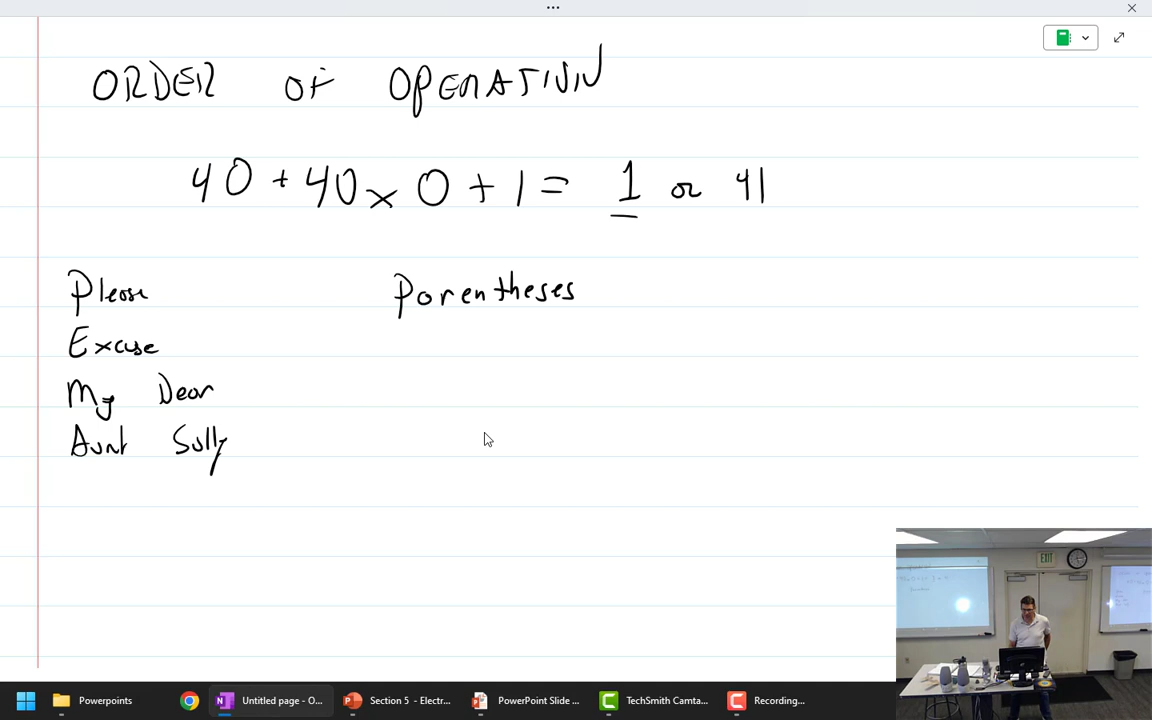 ORDER OF OPERATION
40 + 40 x 0 + 1 = 1 or 41
Please Parentheses
Excuse
My Dear
Aunt Sally
EXIT
Powerpoints
Untitled page - O...
Section 5 - Electr...
PowerPoint Slide ...
TechSmith Camta...
Recording...